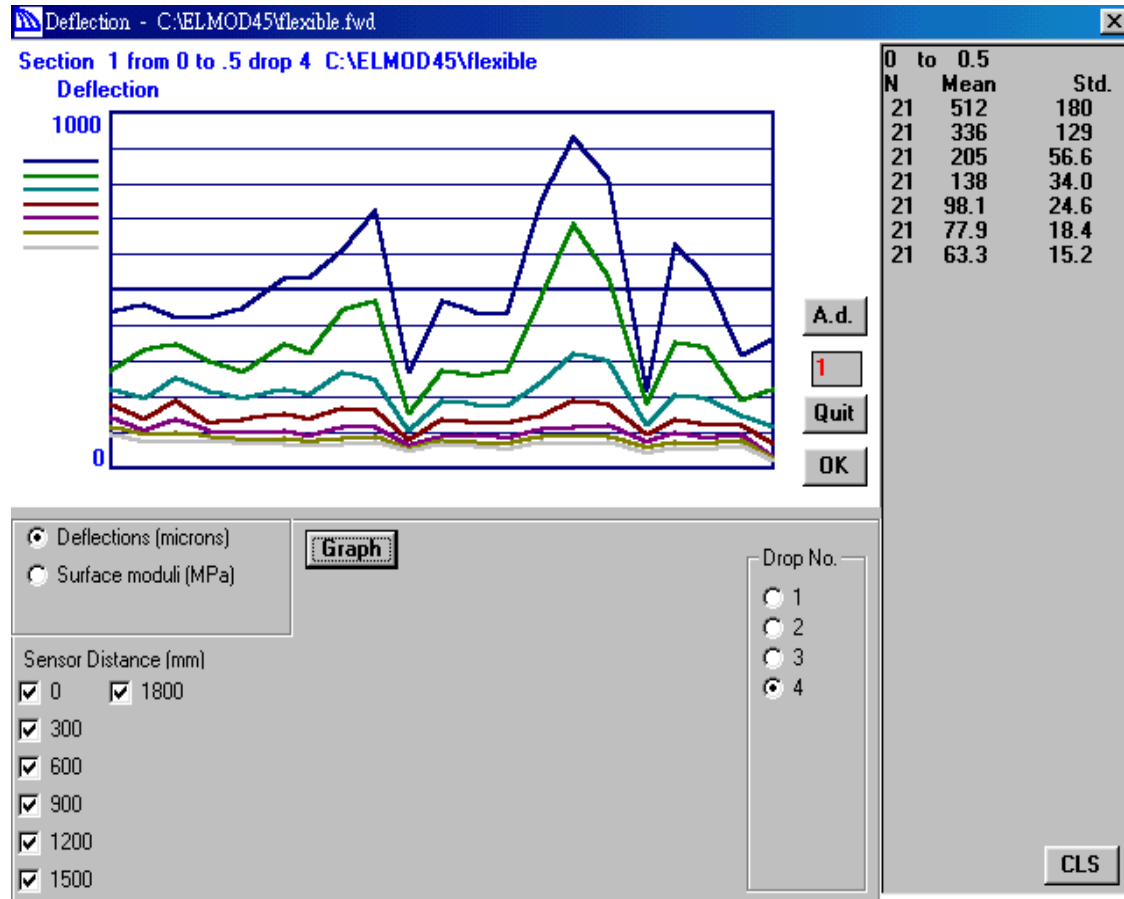 Deflection - C:\ELMOD45\flexible.fwd
Section 1 from 0 to .5 drop 4 C:\ELMOD45\flexible
Deflection
1000
0
A.d.
1
Quit
OK
0 to 0.5
N Mean Std.
21 512 180
21 336 129
21 205 56.6
21 138 34.0
21 98.1 24.6
21 77.9 18.4
21 63.3 15.2
Deflections (microns)
Surface moduli (MPa)
Graph
Drop No.
1
2
3
4
Sensor Distance (mm)
0 1800
300
600
900
1200
1500
CLS